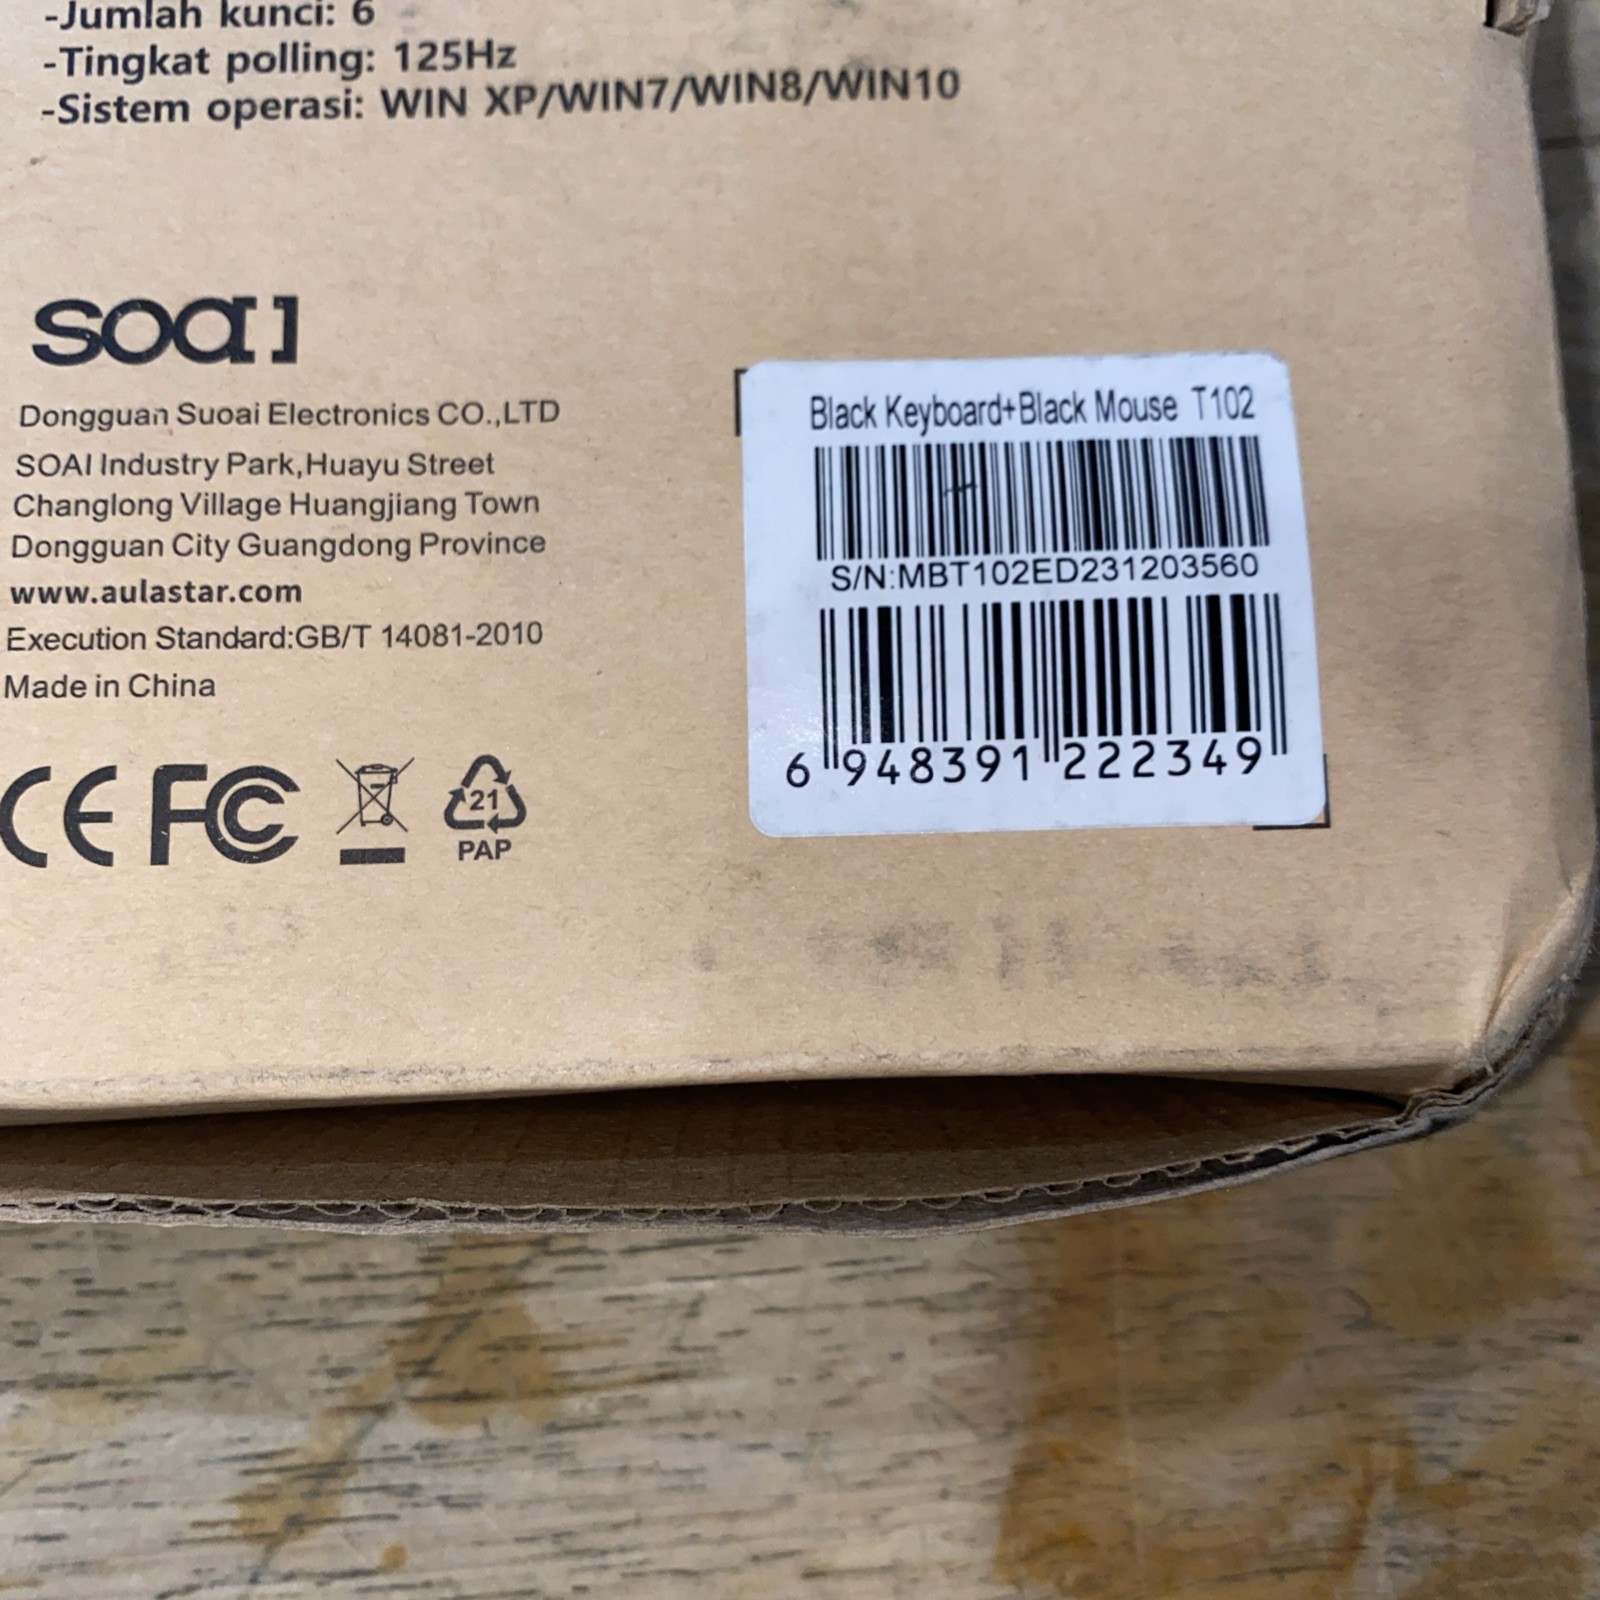 -Jumlah kunci: 6
-Tingkat polling: 125Hz
-Sistem operasi: WIN XP/WIN7/WIN8/WIN10
SOAI
Dongguan Suoai Electronics CO.,LTD
SOAI Industry Park,Huayu Street
Changlong Village Huangjiang Town
Dongguan City Guangdong Province
www.aulastar.com
Execution Standard:GB/T 14081-2010
Made in China
CE FC
21
PAP
Black Keyboard+Black Mouse T102
S/N:MBT102ED231203560
6 948391 222349